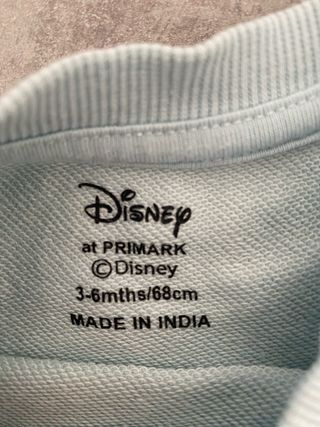 Disney
at PRIMARK
©Disney
3-6mths/68cm
MADE IN INDIA